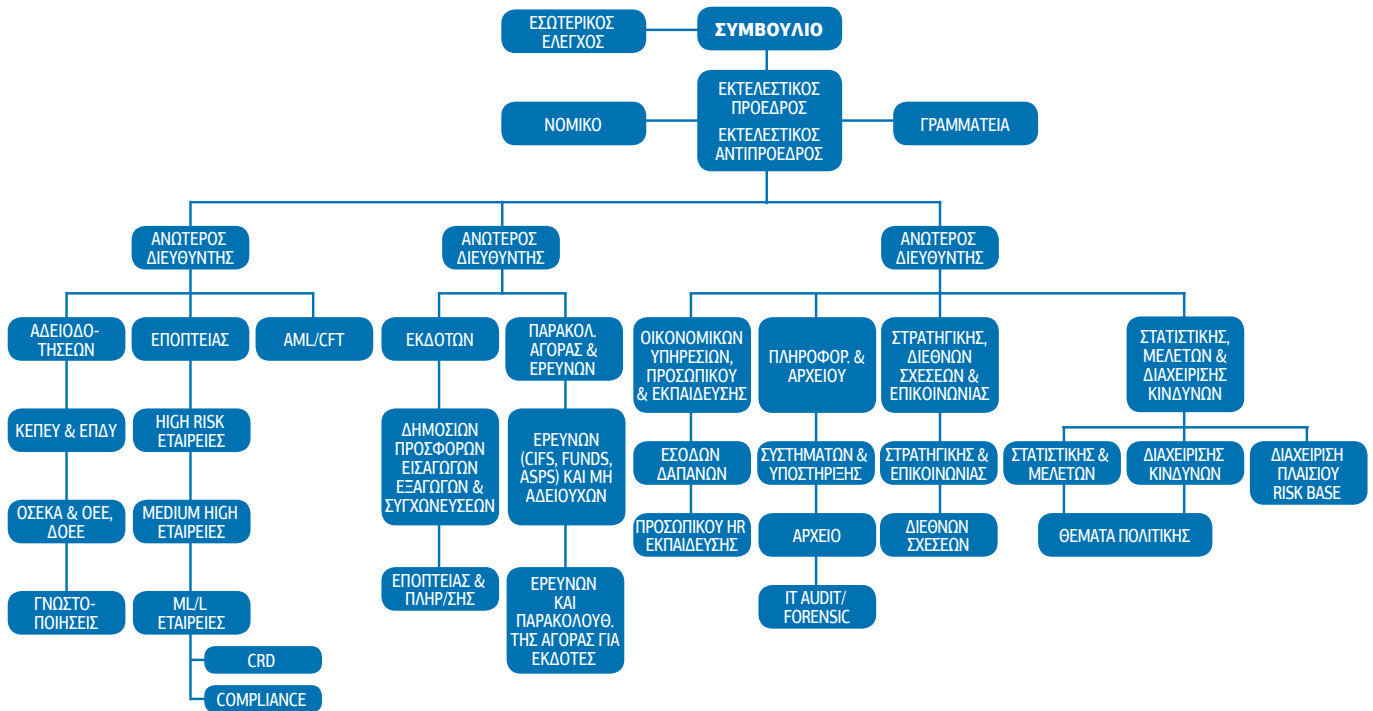 ΕΣΩΤΕΡΙΚΟΣ
ΕΛΕΓΧΟΣ
ΣΥΜΒΟΥΛΙΟ
ΕΚΤΕΛΕΣΤΙΚΟΣ
ΠΡΟΕΔΡΟΣ
ΕΚΤΕΛΕΣΤΙΚΟΣ
ΑΝΤΙΠΡΟΕΔΡΟΣ
ΝΟΜΙΚΟ
ΓΡΑΜΜΑΤΕΙΑ
ΑΝΩΤΕΡΟΣ
ΔΙΕΥΘΥΝΤΗΣ
ΑΝΩΤΕΡΟΣ
ΔΙΕΥΘΥΝΤΗΣ
ΑΝΩΤΕΡΟΣ
ΔΙΕΥΘΥΝΤΗΣ
ΑΔΕΙΟΔΟ-
ΤΗΣΕΩΝ
ΕΠΟΠΤΕΙΑΣ
AML/CFT
ΕΚΔΟΤΩΝ
ΠΑΡΑΚΟΛ.
ΑΓΟΡΑΣ &
ΕΡΕΥΝΩΝ
ΟΙΚΟΝΟΜΙΚΩΝ
ΥΠΗΡΕΣΙΩΝ,
ΠΡΟΣΩΠΙΚΟΥ
& ΕΚΠΑΙΔΕΥΣΗΣ
ΠΛΗΡΟΦΟΡ. &
ΑΡΧΕΙΟΥ
ΣΤΡΑΤΗΓΙΚΗΣ,
ΔΙΕΘΝΩΝ
ΣΧΕΣΕΩΝ &
ΕΠΙΚΟΙΝΩΝΙΑΣ
ΣΤΑΤΙΣΤΙΚΗΣ,
ΜΕΛΕΤΩΝ &
ΔΙΑΧΕΙΡΙΣΗΣ
ΚΙΝΔΥΝΩΝ
ΚΕΠΕΥ & ΕΠΔΥ
HIGH RISK
ΕΤΑΙΡΕΙΕΣ
ΔΗΜΟΣΙΩΝ
ΠΡΟΣΦΟΡΩΝ
ΕΙΣΑΓΩΓΩΝ
ΕΞΑΓΩΓΩΝ &
ΣΥΓΧΩΝΕΥΣΕΩΝ
ΕΡΕΥΝΩΝ
(CIFS, FUNDS,
ASPS) ΚΑΙ ΜΗ
ΑΔΕΙΟΥΧΩΝ
ΕΣΟΔΩΝ
ΔΑΠΑΝΩΝ
ΣΥΣΤΗΜΑΤΩΝ &
ΥΠΟΣΤΗΡΙΞΗΣ
ΣΤΡΑΤΗΓΙΚΗΣ &
ΕΠΙΚΟΙΝΩΝΙΑΣ
ΣΤΑΤΙΣΤΙΚΗΣ &
ΜΕΛΕΤΩΝ
ΔΙΑΧΕΙΡΙΣΗΣ
ΚΙΝΔΥΝΩΝ
ΔΙΑΧΕΙΡΙΣΗ
ΠΛΑΙΣΙΟΥ
RISK BASE
ΟΣΕΚΑ & ΟΕΕ,
ΔΟΕΕ
MEDIUM HIGH
ΕΤΑΙΡΕΙΕΣ
ΠΡΟΣΩΠΙΚΟΥ HR
ΕΚΠΑΙΔΕΥΣΗΣ
ΑΡΧΕΙΟ
ΔΙΕΘΝΩΝ
ΣΧΕΣΕΩΝ
ΘΕΜΑΤΑ ΠΟΛΙΤΙΚΗΣ
ΓΝΩΣΤΟ-
ΠΟΙΗΣΕΙΣ
ML/L
ΕΤΑΙΡΕΙΕΣ
ΕΠΟΠΤΕΙΑΣ &
ΠΛΗΡ/ΣΗΣ
ΕΡΕΥΝΩΝ
ΚΑΙ
ΠΑΡΑΚΟΛΟΥΘ.
ΤΗΣ ΑΓΟΡΑΣ ΓΙΑ
ΕΚΔΟΤΕΣ
IT AUDIT/
FORENSIC
CRD
COMPLIANCE